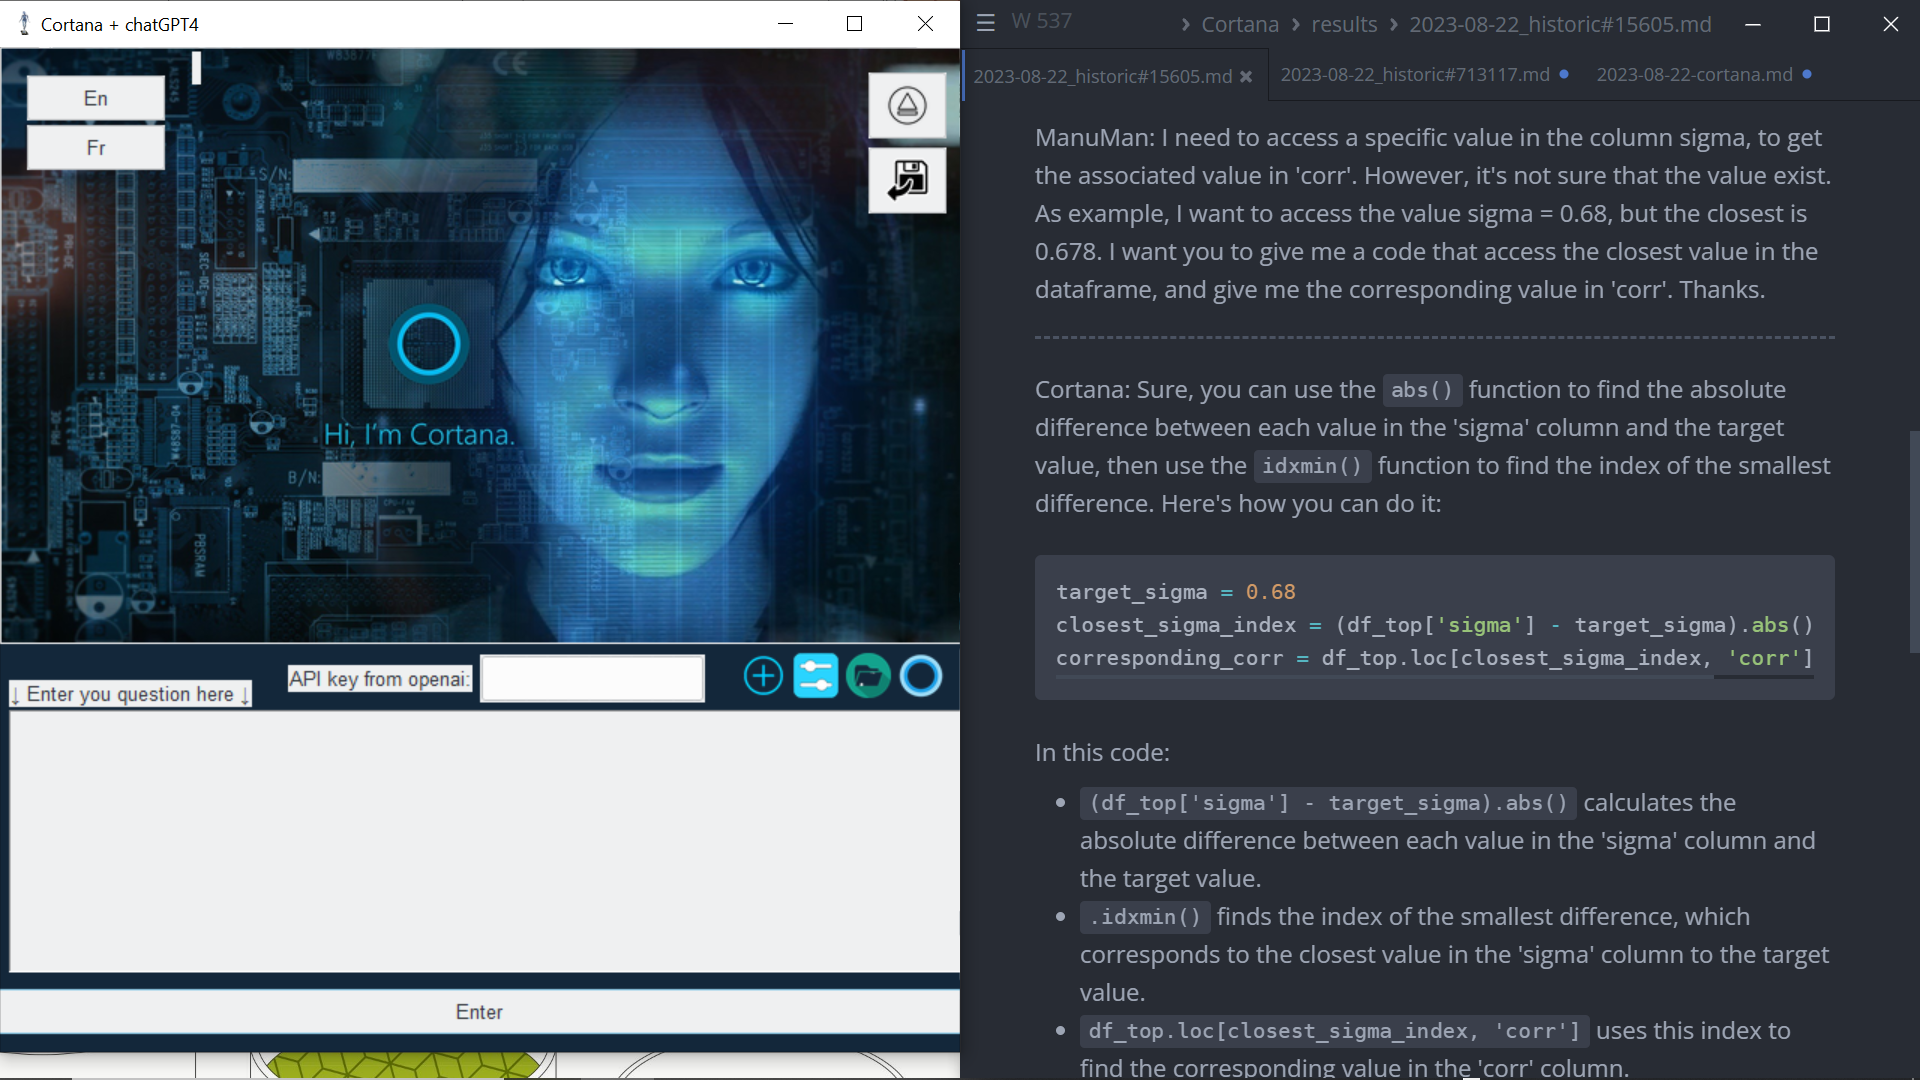 Cortana + chatGPT4
En
Fr
S/N:
Hi, I'm Cortana.
B/N:
PBSRAM
API key from openai:
↓ Enter you question here ↓
Enter
W 537
› Cortana › results › 2023-08-22_historic#15605.md
2023-08-22_historic#15605.md
2023-08-22_historic#713117.md
2023-08-22-cortana.md
ManuMan: I need to access a specific value in the column sigma, to get
the associated value in 'corr'. However, it's not sure that the value exist.
As example, I want to access the value sigma = 0.68, but the closest is
0.678. I want you to give me a code that access the closest value in the
dataframe, and give me the corresponding value in 'corr'. Thanks.
Cortana: Sure, you can use the abs() function to find the absolute
difference between each value in the 'sigma' column and the target
value, then use the idxmin() function to find the index of the smallest
difference. Here's how you can do it:
target_sigma = 0.68
closest_sigma_index = (df_top['sigma'] - target_sigma).abs()
corresponding_corr = df_top.loc[closest_sigma_index, 'corr']
In this code:
• (df_top['sigma'] - target_sigma).abs() calculates the
absolute difference between each value in the 'sigma' column and
the target value.
• .idxmin() finds the index of the smallest difference, which
corresponds to the closest value in the 'sigma' column to the target
value.
• df_top.loc[closest_sigma_index, 'corr'] uses this index to
find the corresponding value in the 'corr' column.